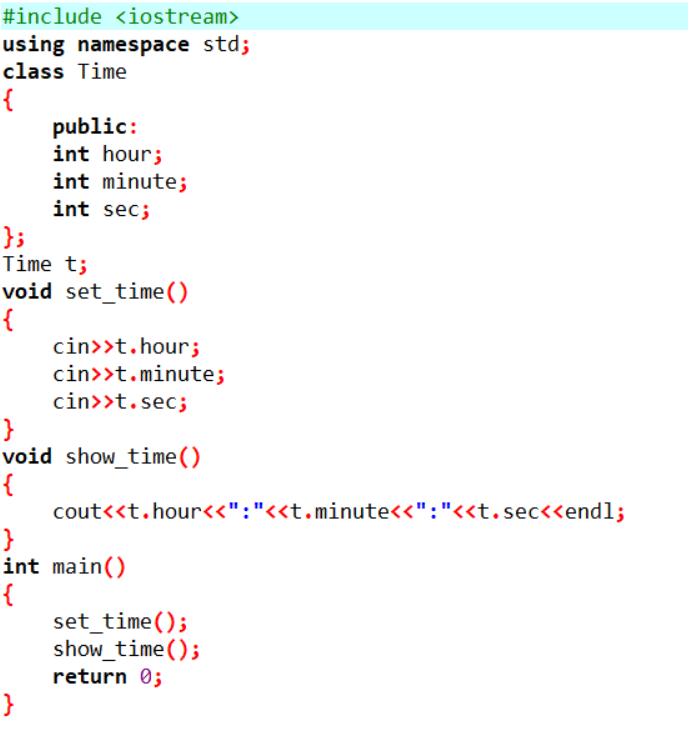 #include <iostream>
using namespace std;
class Time
{
    public:
    int hour;
    int minute;
    int sec;
};
Time t;
void set_time()
{
    cin>>t.hour;
    cin>>t.minute;
    cin>>t.sec;
}
void show_time()
{
    cout<<t.hour<<":"<<t.minute<<":"<<t.sec<<endl;
}
int main()
{
    set_time();
    show_time();
    return 0;
}